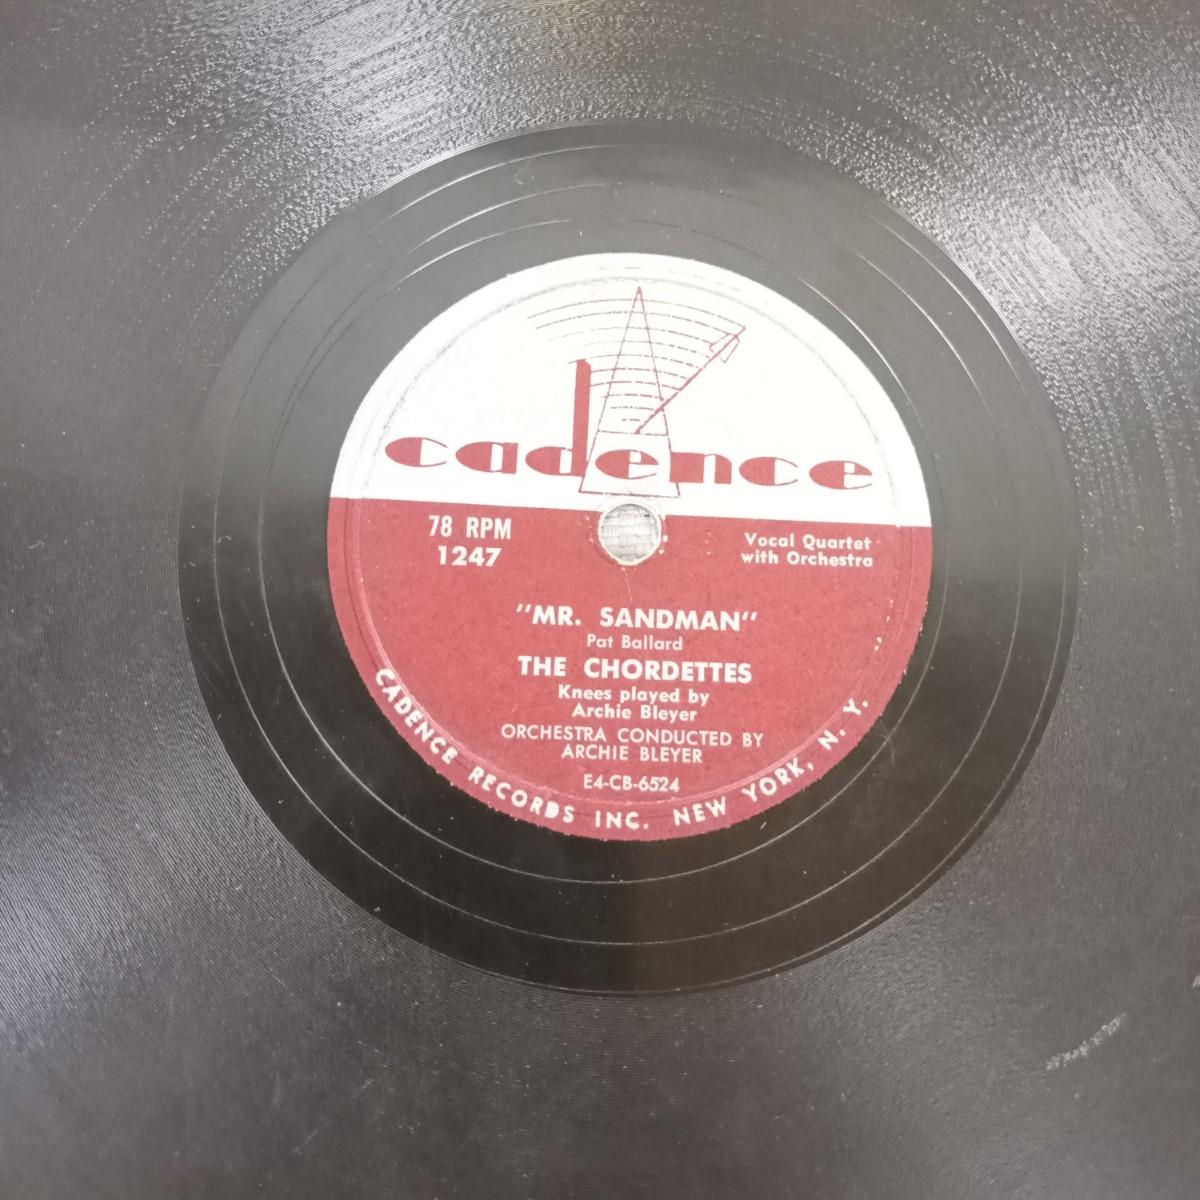 cadence
78 RPM
1247
Vocal Quartet
with Orchestra
"MR. SANDMAN"
Pat Ballard
THE CHORDETTES
Knees played by
Archie Bleyer
ORCHESTRA CONDUCTED BY
ARCHIE BLEYER
E4-CB-6524
CADENCE RECORDS INC. NEW YORK, N. Y.